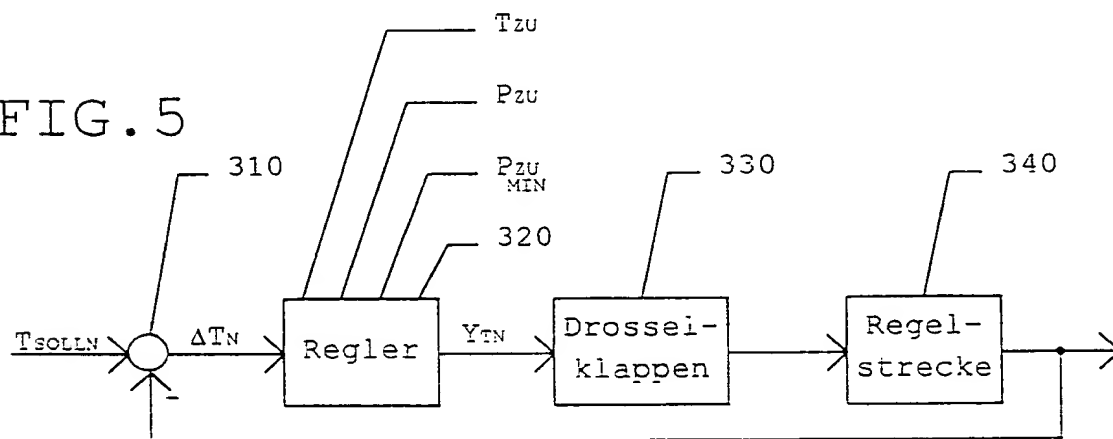 FIG.5
TZU
PZU
PZU
MIN
310
320
330
340
TSOLLN
ΔTN
Regler
YTN
Drossel-
klappen
Regel-
strecke
-